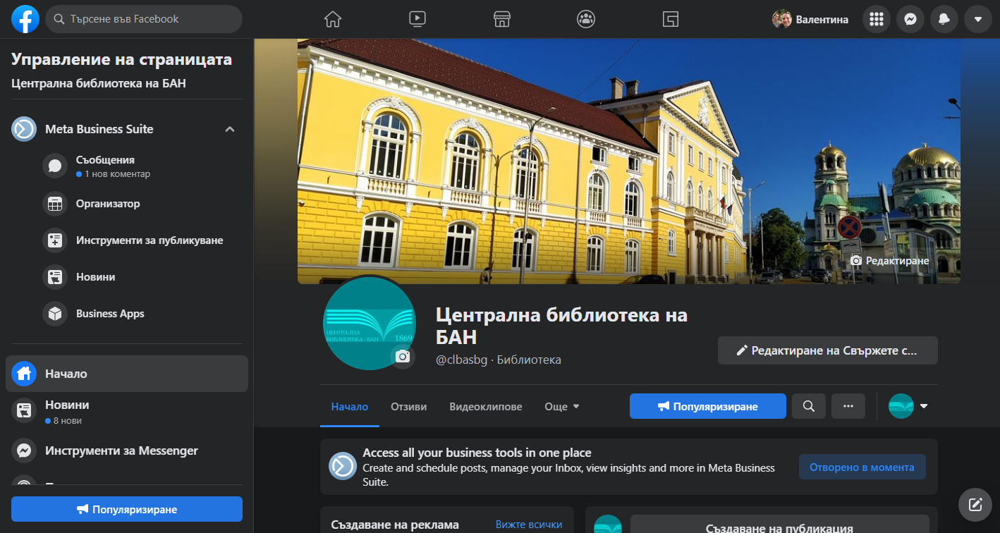 Търсене във Facebook
Валентина
Управление на страницата
Централна библиотека на БАН
Meta Business Suite
Съобщения
1 нов коментар
Организатор
Инструменти за публикуване
Новини
Business Apps
Начало
Новини
8 нови
Инструменти за Messenger
Популяризиране
Редактиране
ЦЕНТРАЛНА
БИБЛИОТЕКА - БАН 1869
Централна библиотека на
БАН
@clbasbg · Библиотека
Редактиране на Свържете с...
Начало
Отзиви
Видеоклипове
Още
Популяризиране
Access all your business tools in one place
Create and schedule posts, manage your Inbox, view insights and more in Meta Business
Suite.
Отворено в момента
Създаване на реклама
Вижте всички
Създаване на публикация